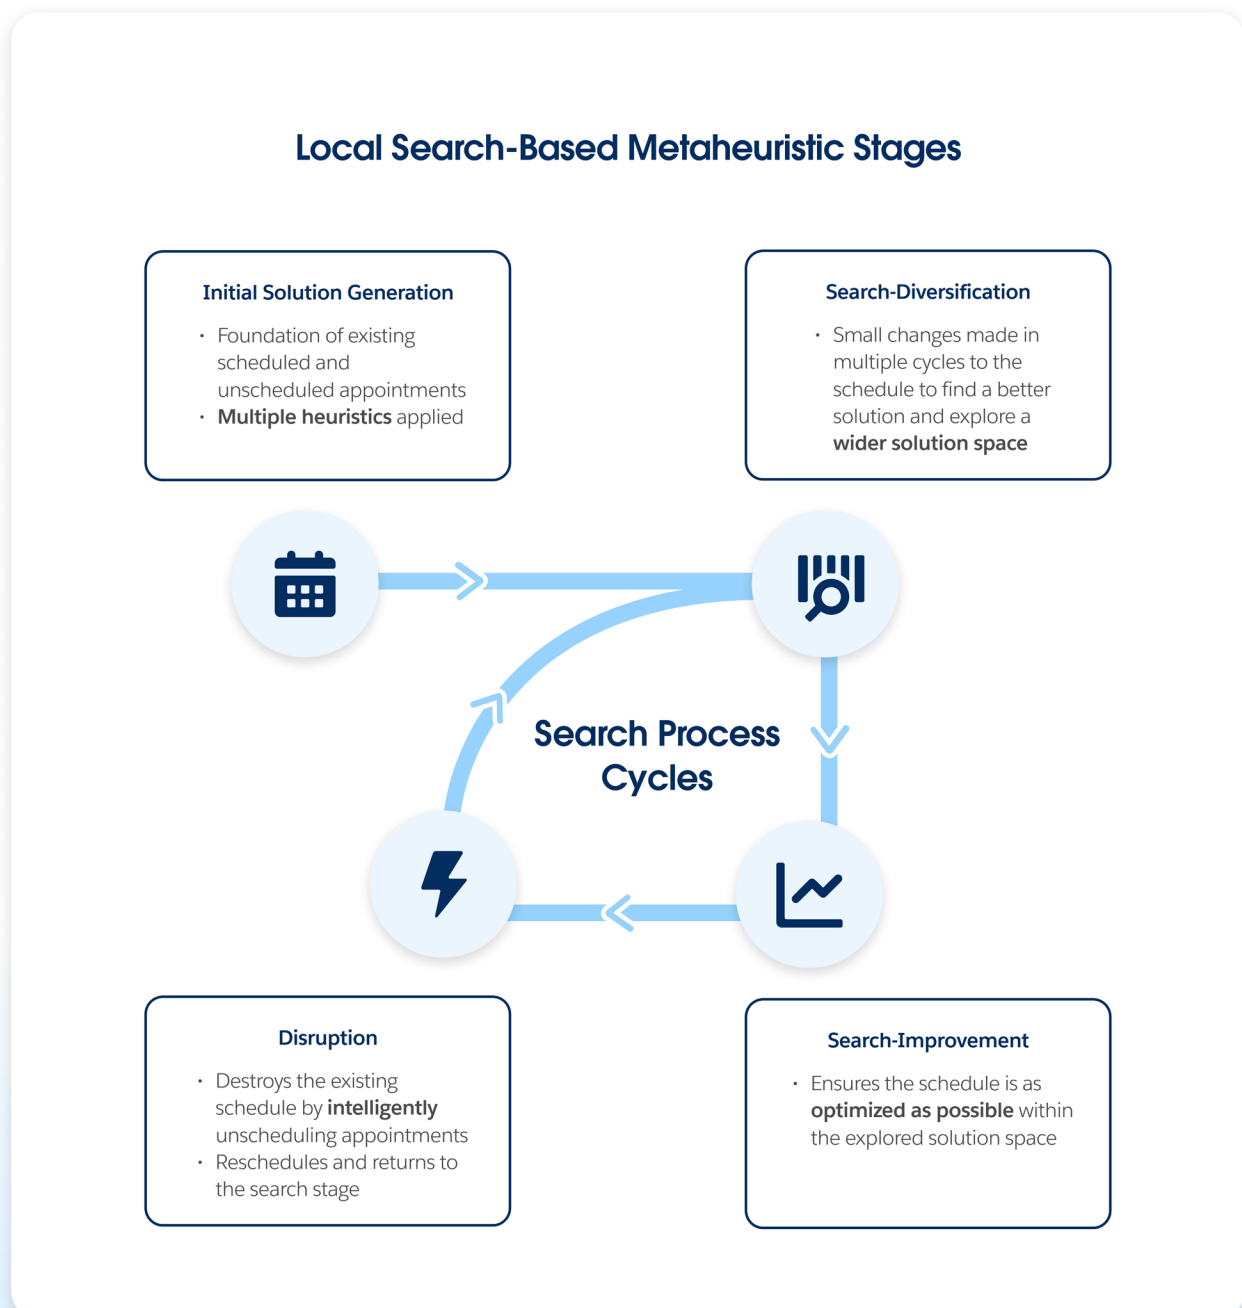 Local Search-Based Metaheuristic Stages
Initial Solution Generation
· Foundation of existing
scheduled and
unscheduled appointments
· Multiple heuristics applied
Search-Diversification
· Small changes made in
multiple cycles to the
schedule to find a better
solution and explore a
wider solution space
Search Process
Cycles
Disruption
· Destroys the existing
schedule by intelligently
unscheduling appointments
· Reschedules and returns to
the search stage
Search-Improvement
· Ensures the schedule is as
optimized as possible within
the explored solution space